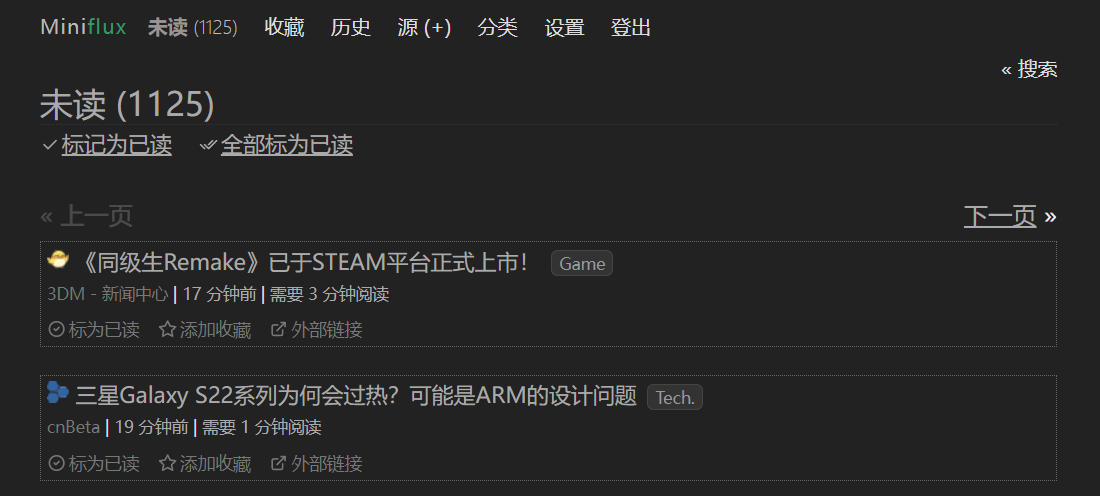 Miniflux 未读 (1125) 收藏 历史 源 (+) 分类 设置 登出
« 搜索
未读 (1125)
标记为已读 全部标为已读
« 上一页 下一页 »
《同级生Remake》已于STEAM平台正式上市! Game
3DM - 新闻中心 | 17 分钟前 | 需要 3 分钟阅读
标为已读 添加收藏 外部链接
三星Galaxy S22系列为何会过热？可能是ARM的设计问题 Tech.
cnBeta | 19 分钟前 | 需要 1 分钟阅读
标为已读 添加收藏 外部链接